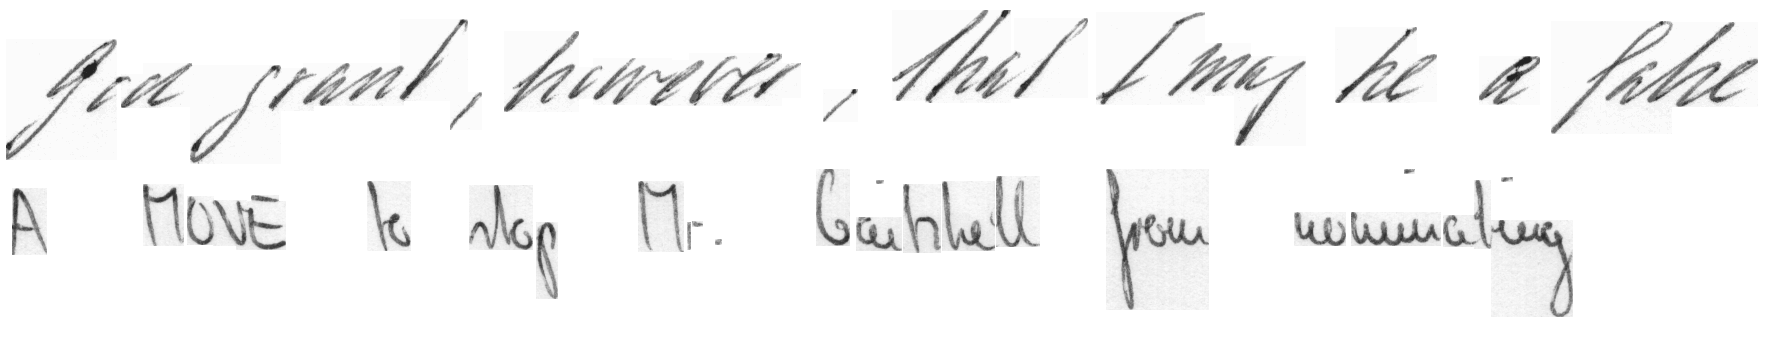 God grant, however, that I may be a false
A MOVE to stop Mr. Gaitskell from nominating